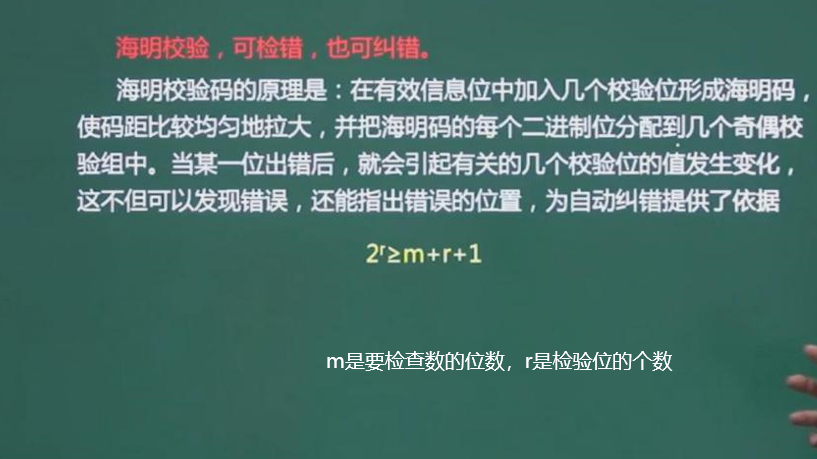 海明校验，可检错，也可纠错。
海明校验码的原理是：在有效信息位中加入几个校验位形成海明码，
使码距比较均匀地拉大，并把海明码的每个二进制位分配到几个奇偶校
验组中。当某一位出错后，就会引起有关的几个校验位的值发生变化，
这不但可以发现错误，还能指出错误的位置，为自动纠错提供了依据
2ʳ≥m+r+1
m是要检查数的位数，r是检验位的个数